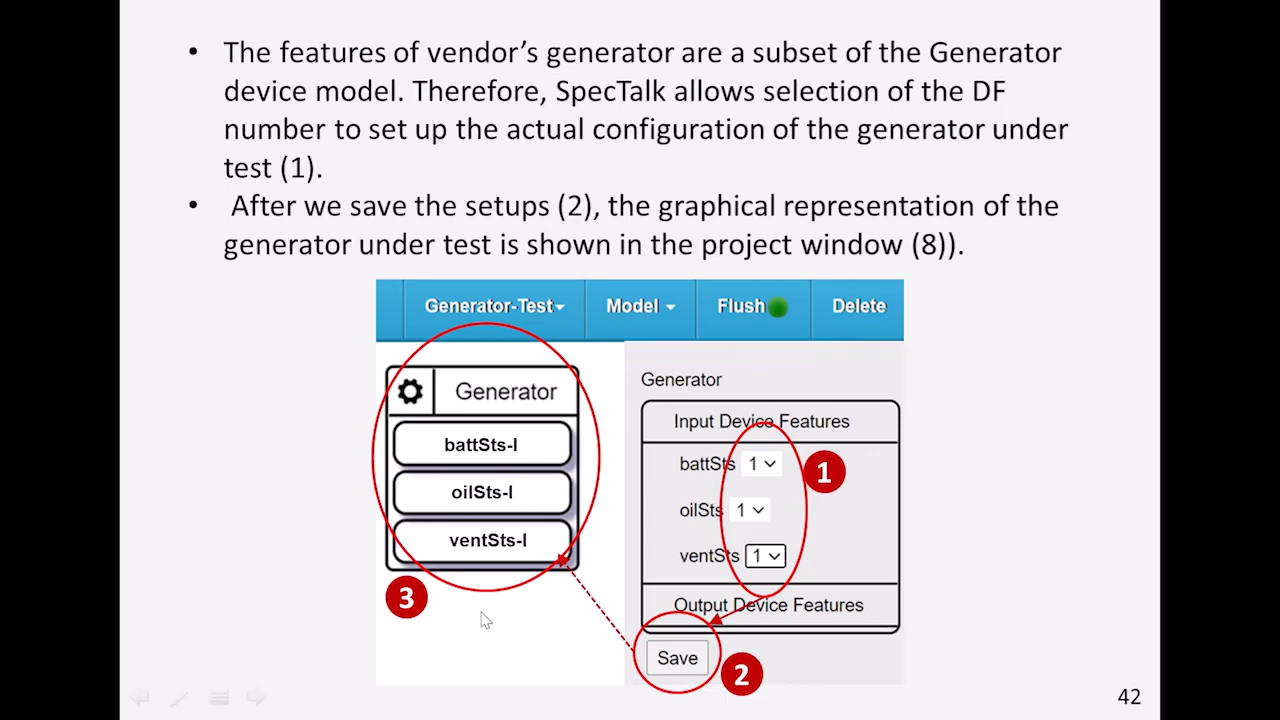 • The features of vendor's generator are a subset of the Generator
device model. Therefore, SpecTalk allows selection of the DF
number to set up the actual configuration of the generator under
test (1).
• After we save the setups (2), the graphical representation of the
generator under test is shown in the project window (8)).
Generator-Test Model Flush Delete
Generator
battSts-I
oilSts-I
ventSts-I
3
Generator
Input Device Features
battSts 1
oilSts 1
ventSts 1
1
Output Device Features
Save
2
42